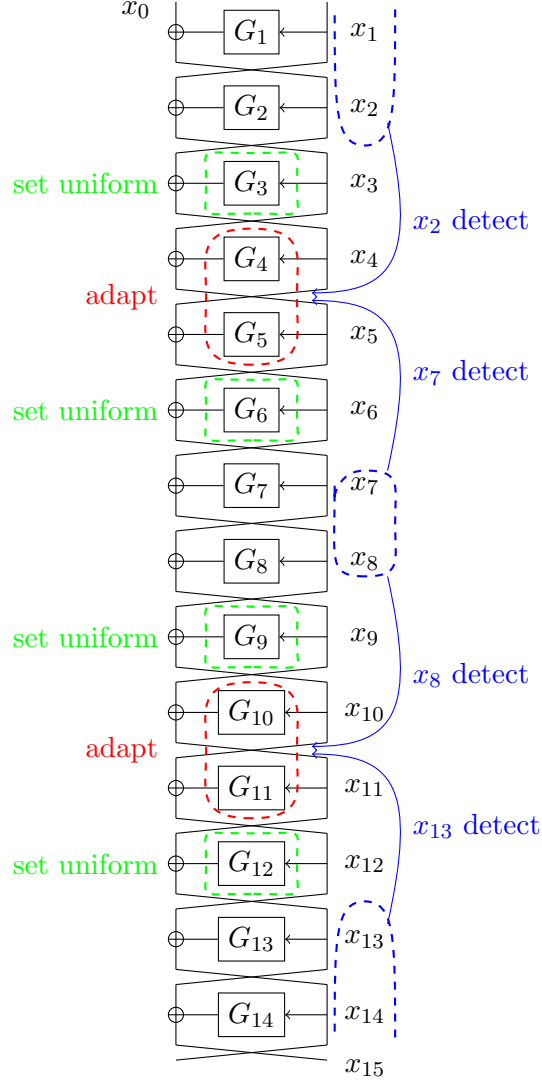 x₀
G₁ x₁
G₂ x₂
set uniform G₃ x₃
x₂ detect
G₄ x₄
adapt
G₅ x₅
x₇ detect
set uniform G₆ x₆
G₇ x₇
G₈ x₈
set uniform G₉ x₉
x₈ detect
G₁₀ x₁₀
adapt
G₁₁ x₁₁
x₁₃ detect
set uniform G₁₂ x₁₂
G₁₃ x₁₃
G₁₄ x₁₄
x₁₅